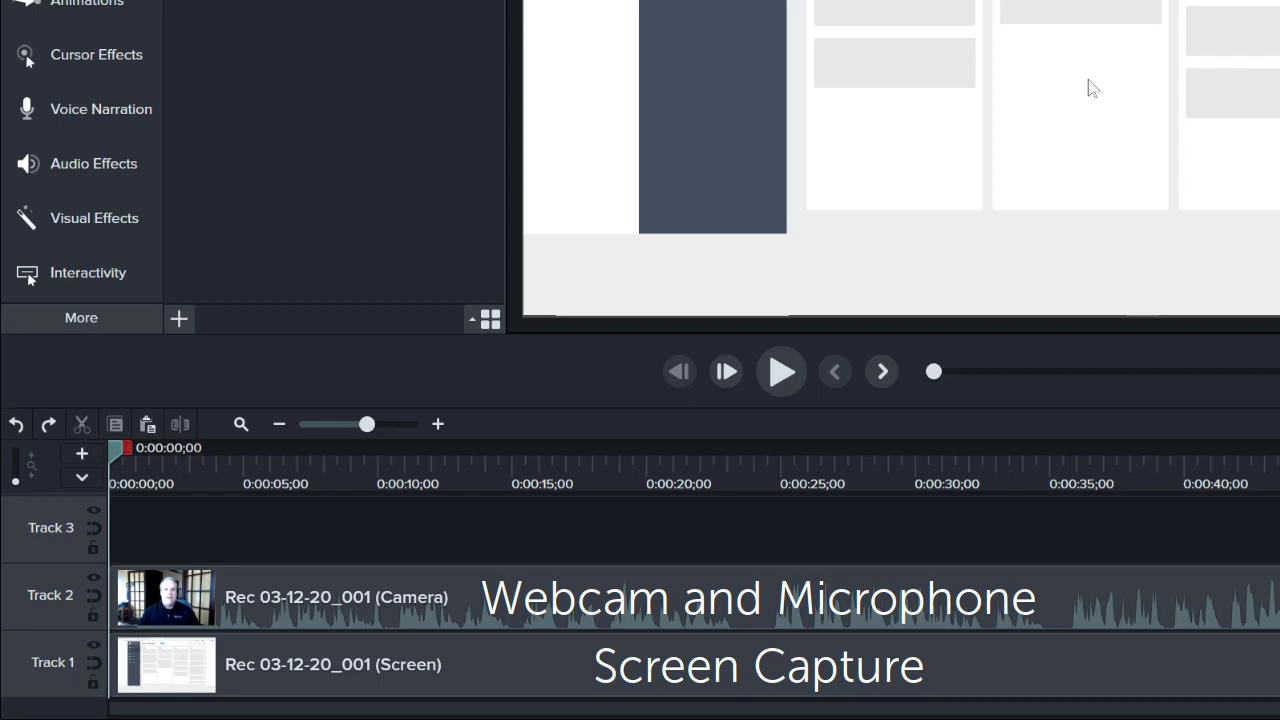 Animations
Cursor Effects
Voice Narration
Audio Effects
Visual Effects
Interactivity
More
0:00:00;00
0:00:00;00 0:00:05;00 0:00:10;00 0:00:15;00 0:00:20;00 0:00:25;00 0:00:30;00 0:00:35;00 0:00:40;00
Track 3
Track 2
Rec 03-12-20_001 (Camera)
Webcam and Microphone
Track 1
Rec 03-12-20_001 (Screen)
Screen Capture